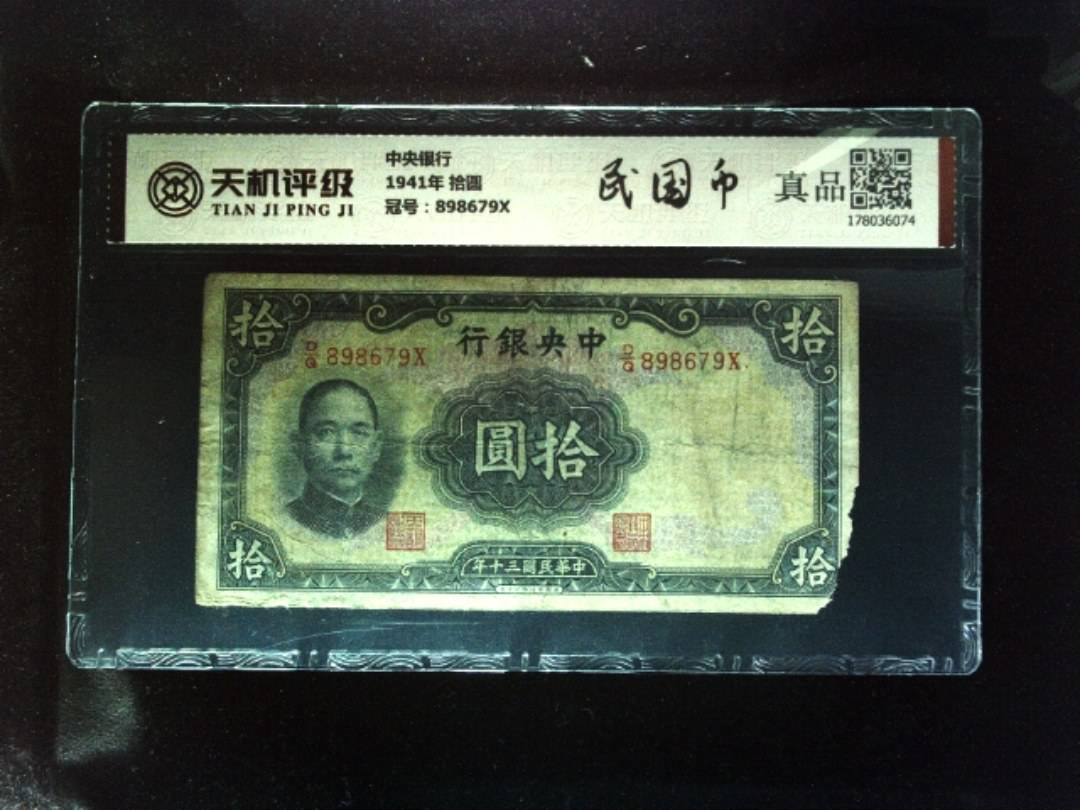 天机评级
TIAN JI PING JI
中央银行
1941年 拾圆
冠号：898679X
民国币
真品
178036074
拾
拾
行銀央中
D/Q 898679X
D/Q 898679X
圓拾
拾
拾
年十三國民華中